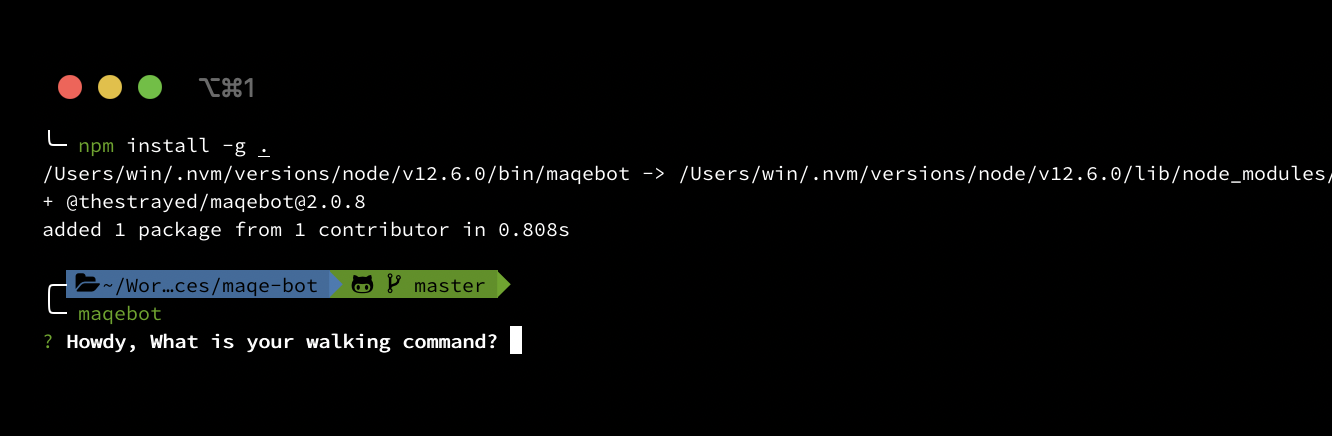 ⌥⌘1
npm install -g .
/Users/win/.nvm/versions/node/v12.6.0/bin/maqebot -> /Users/win/.nvm/versions/node/v12.6.0/lib/node_modules/
+ @thestrayed/maqebot@2.0.8
added 1 package from 1 contributor in 0.808s
~/Wor…ces/maqe-bot master
maqebot
? Howdy, What is your walking command?